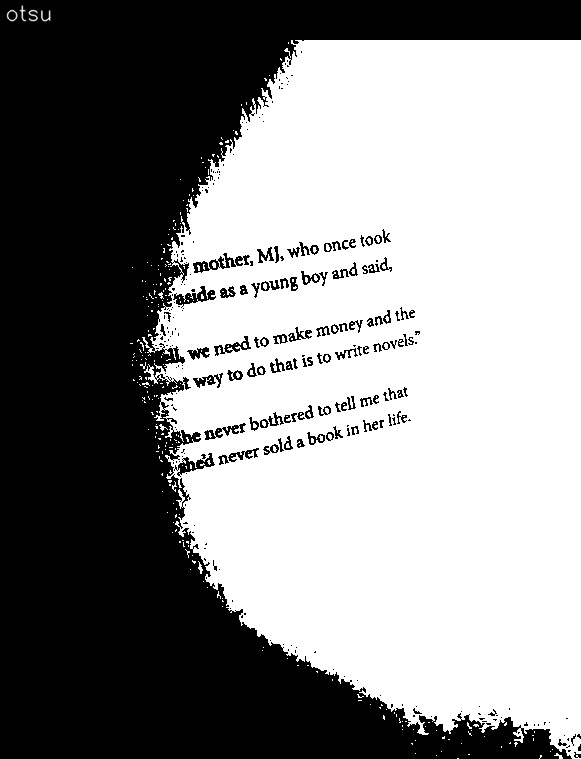 otsu
my mother, MJ, who once took
aside as a young boy and said,
we need to make money and the
way to do that is to write novels.”
She never bothered to tell me that
she’d never sold a book in her life.